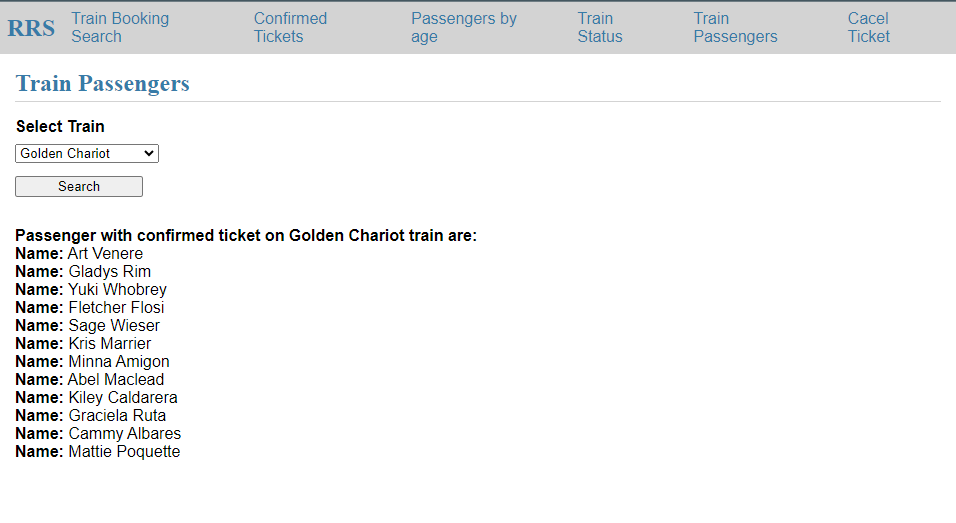 RRS
Train Booking
Search
Confirmed
Tickets
Passengers by
age
Train
Status
Train
Passengers
Cacel
Ticket
Train Passengers
Select Train
Golden Chariot
Search
Passenger with confirmed ticket on Golden Chariot train are:
Name: Art Venere
Name: Gladys Rim
Name: Yuki Whobrey
Name: Fletcher Flosi
Name: Sage Wieser
Name: Kris Marrier
Name: Minna Amigon
Name: Abel Maclead
Name: Kiley Caldarera
Name: Graciela Ruta
Name: Cammy Albares
Name: Mattie Poquette